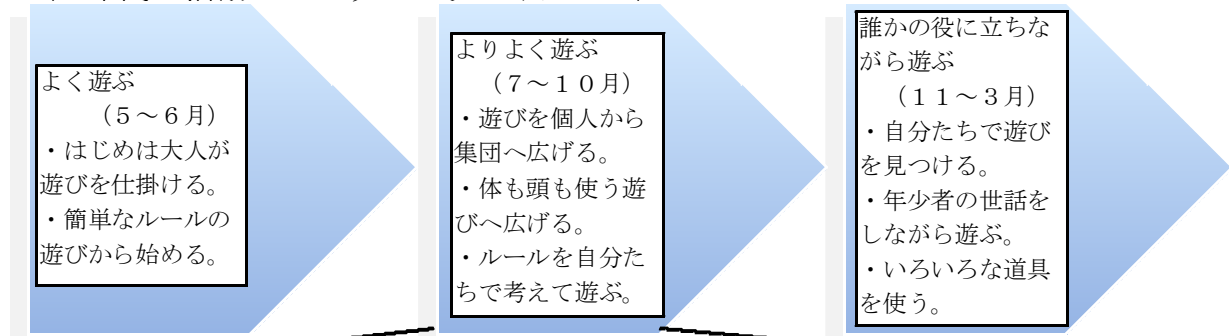 よく遊ぶ
（５～６月）
・はじめは大人が
遊びを仕掛ける。
・簡単なルールの
遊びから始める。
よりよく遊ぶ
（７～１０月）
・遊びを個人から
集団へ広げる。
・体も頭も使う遊
びへ広げる。
・ルールを自分た
ちで考えて遊ぶ。
誰かの役に立ちな
がら遊ぶ
（１１～３月）
・自分たちで遊び
を見つける。
・年少者の世話を
しながら遊ぶ。
・いろいろな道具
を使う。